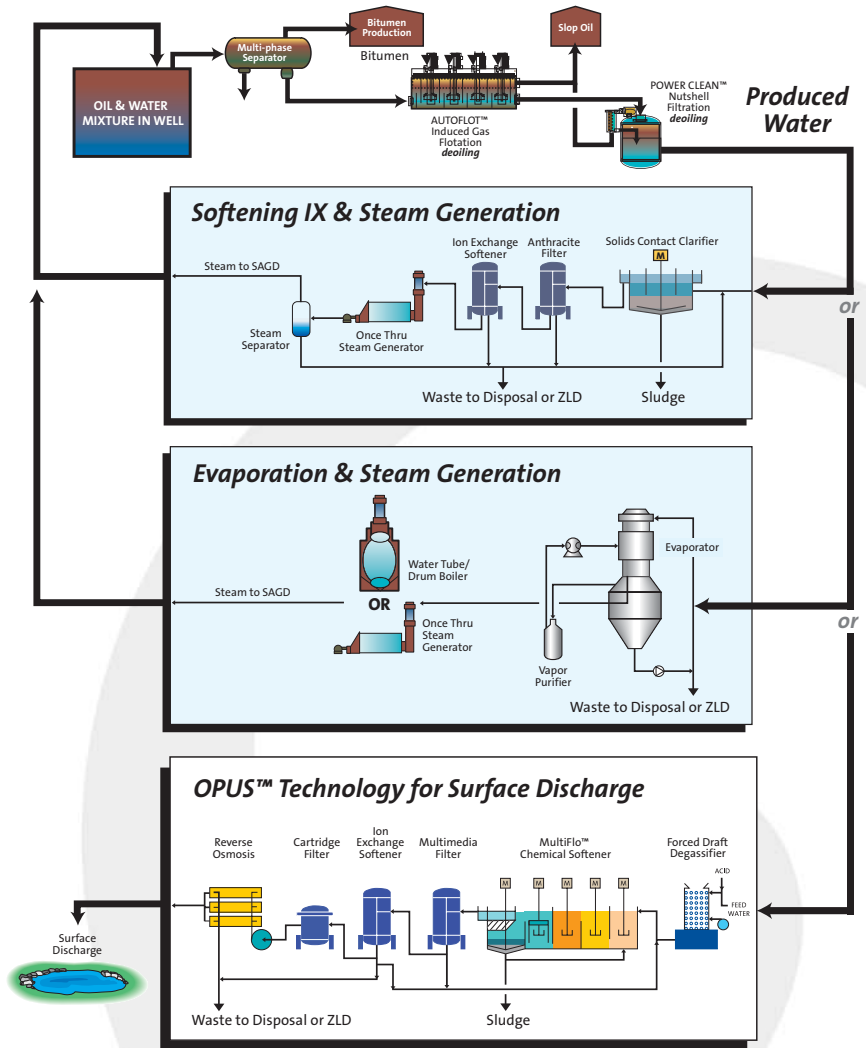 Bitumen
Production
Bitumen
Slop Oil
Multi-phase
Separator
OIL & WATER
MIXTURE IN WELL
AUTOFLOT™
Induced Gas
Flotation
deoiling
POWER CLEAN™
Nutshell
Filtration
deoiling
Produced
Water
Softening IX & Steam Generation
Steam to SAGD
Ion Exchange
Softener
Anthracite
Filter
Solids Contact Clarifier
M
Steam
Separator
Once Thru
Steam Generator
Waste to Disposal or ZLD
Sludge
or
Evaporation & Steam Generation
Water Tube/
Drum Boiler
Evaporator
Steam to SAGD
OR
Once Thru
Steam
Generator
Vapor
Purifier
Waste to Disposal or ZLD
or
OPUS™ Technology for Surface Discharge
Reverse
Osmosis
Cartridge
Filter
Ion
Exchange
Softener
Multimedia
Filter
MultiFlo™
Chemical Softener
Forced Draft
Degassifier
ACID
FEED
WATER
M
M
M
M
M
Surface
Discharge
Waste to Disposal or ZLD
Sludge